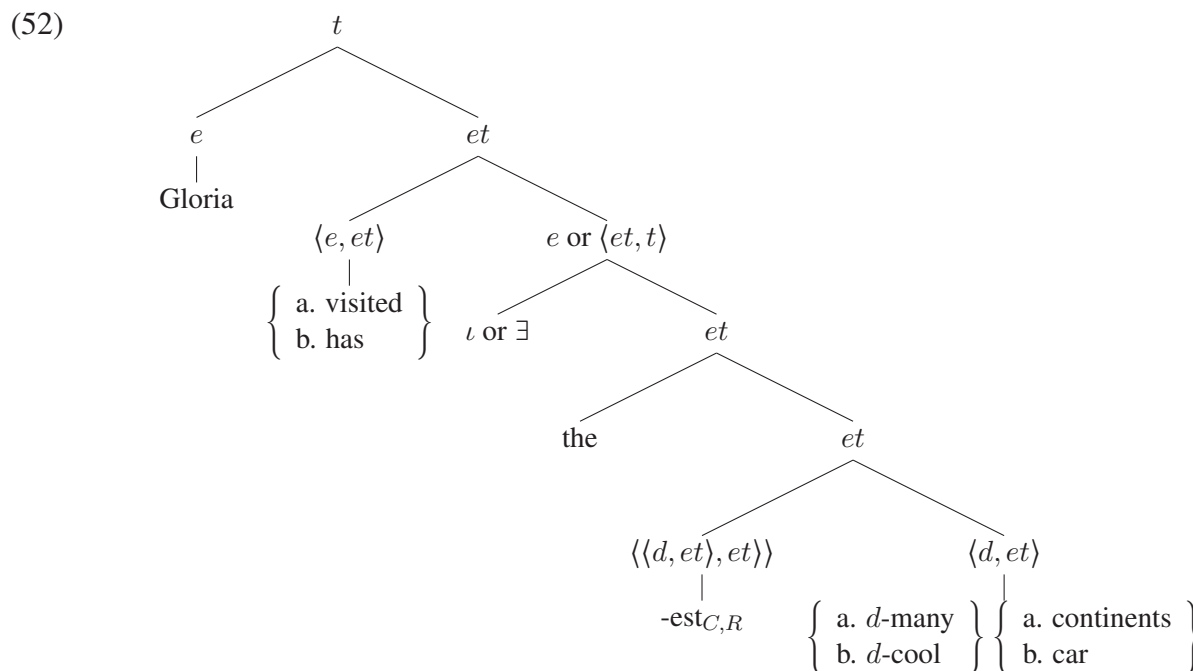 (52)
t
e et
Gloria
⟨e, et⟩ e or ⟨et, t⟩
{ a. visited } ι or ∃ et
{ b. has }
the et
⟨⟨d, et⟩, et⟩⟩ ⟨d, et⟩
-est_{C,R} { a. d-many } { a. continents }
{ b. d-cool } { b. car }